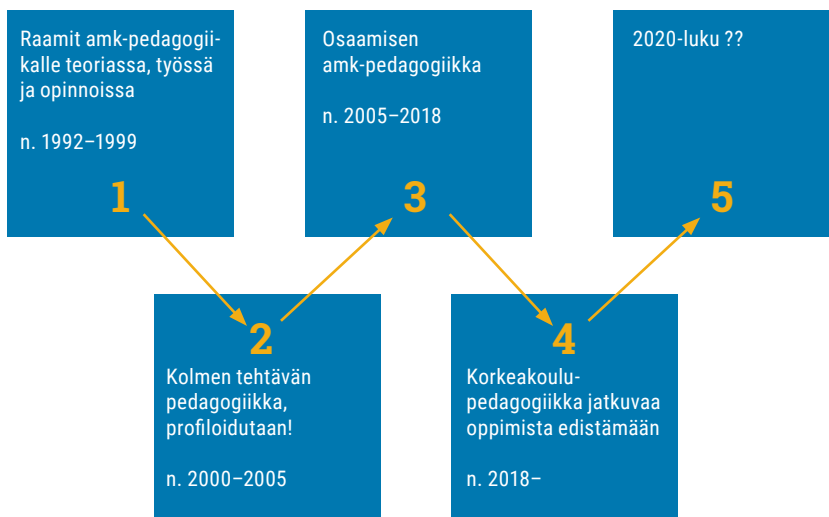 Raamit amk-pedagogii-
kalle teoriassa, työssä
ja opinnoissa
n. 1992–1999
1
2
Kolmen tehtävän
pedagogiikka,
profiloidutaan!
n. 2000–2005
Osaamisen
amk-pedagogiikka
n. 2005–2018
3
4
Korkeakoulu-
pedagogiikka jatkuvaa
oppimista edistämään
n. 2018–
2020-luku ??
5